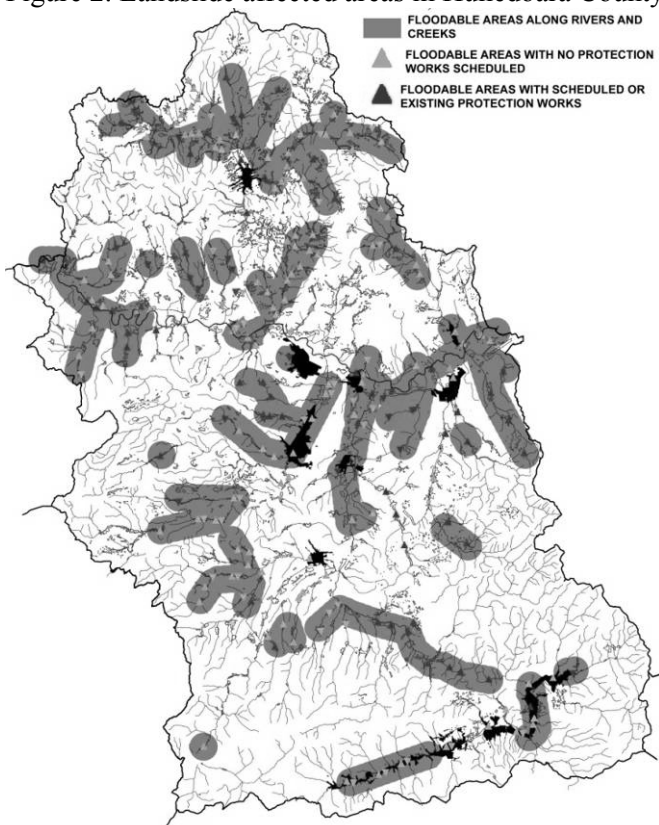 Figure 2. Landslide affected areas in Hunedoara County
FLOODABLE AREAS ALONG RIVERS AND
CREEKS
FLOODABLE AREAS WITH NO PROTECTION
WORKS SCHEDULED
FLOODABLE AREAS WITH SCHEDULED OR
EXISTING PROTECTION WORKS